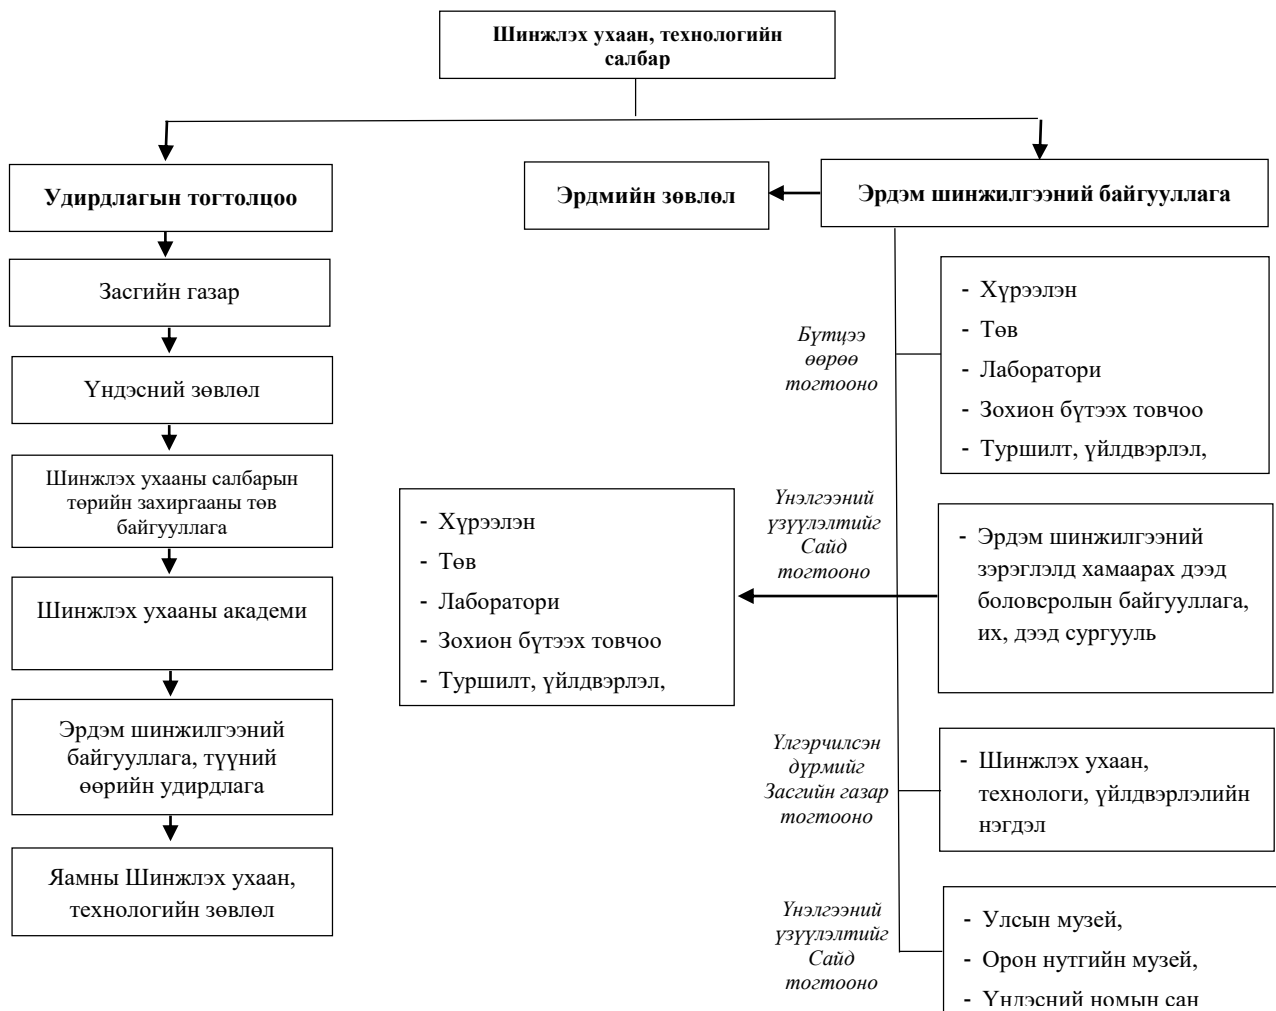 Шинжлэх ухаан, технологийн
салбар
Удирдлагын тогтолцоо
Засгийн газар
Үндэсний зөвлөл
Шинжлэх ухааны салбарын
төрийн захиргааны төв
байгууллага
Шинжлэх ухааны академи
Эрдэм шинжилгээний
байгууллага, түүний
өөрийн удирдлага
Яамны Шинжлэх ухаан,
технологийн зөвлөл
Эрдмийн зөвлөл
Эрдэм шинжилгээний байгууллага
Бүтцээ
өөрөө
тогтооно
- Хүрээлэн
- Төв
- Лаборатори
- Зохион бүтээх товчоо
- Туршилт, үйлдвэрлэл,
Үнэлгээний
үзүүлэлтийг
Сайд
тогтооно
- Эрдэм шинжилгээний
зэрэглэлд хамаарах дээд
боловсролын байгууллага,
их, дээд сургууль
- Хүрээлэн
- Төв
- Лаборатори
- Зохион бүтээх товчоо
- Туршилт, үйлдвэрлэл,
Үлгэрчилсэн
дүрмийг
Засгийн газар
тогтооно
- Шинжлэх ухаан,
технологи, үйлдвэрлэлийн
нэгдэл
Үнэлгээний
үзүүлэлтийг
Сайд
тогтооно
- Улсын музей,
- Орон нутгийн музей,
- Үндэсний номын сан